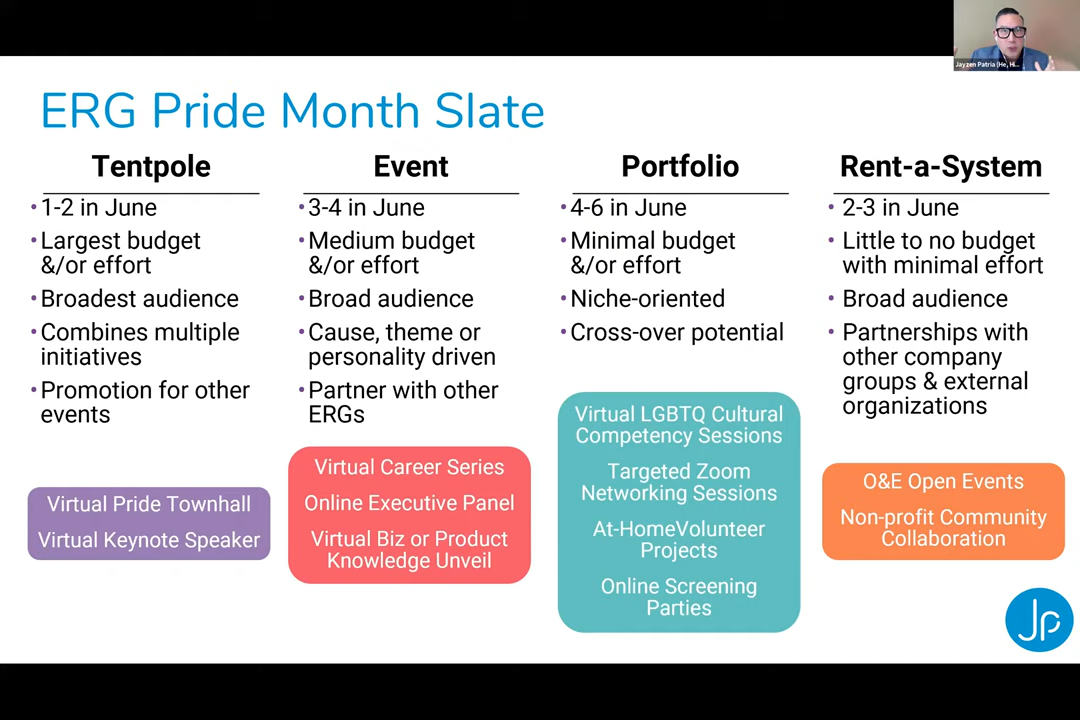 Jayzen Patria (He, Hi...
ERG Pride Month Slate
Tentpole
•1-2 in June
•Largest budget
&/or effort
•Broadest audience
•Combines multiple
initiatives
•Promotion for other
events
Virtual Pride Townhall
Virtual Keynote Speaker
Event
•3-4 in June
•Medium budget
&/or effort
•Broad audience
•Cause, theme or
personality driven
•Partner with other
ERGs
Virtual Career Series
Online Executive Panel
Virtual Biz or Product
Knowledge Unveil
Portfolio
•4-6 in June
•Minimal budget
&/or effort
•Niche-oriented
•Cross-over potential
Virtual LGBTQ Cultural
Competency Sessions
Targeted Zoom
Networking Sessions
At-HomeVolunteer
Projects
Online Screening
Parties
Rent-a-System
• 2-3 in June
• Little to no budget
with minimal effort
• Broad audience
• Partnerships with
other company
groups & external
organizations
O&E Open Events
Non-profit Community
Collaboration
Jp